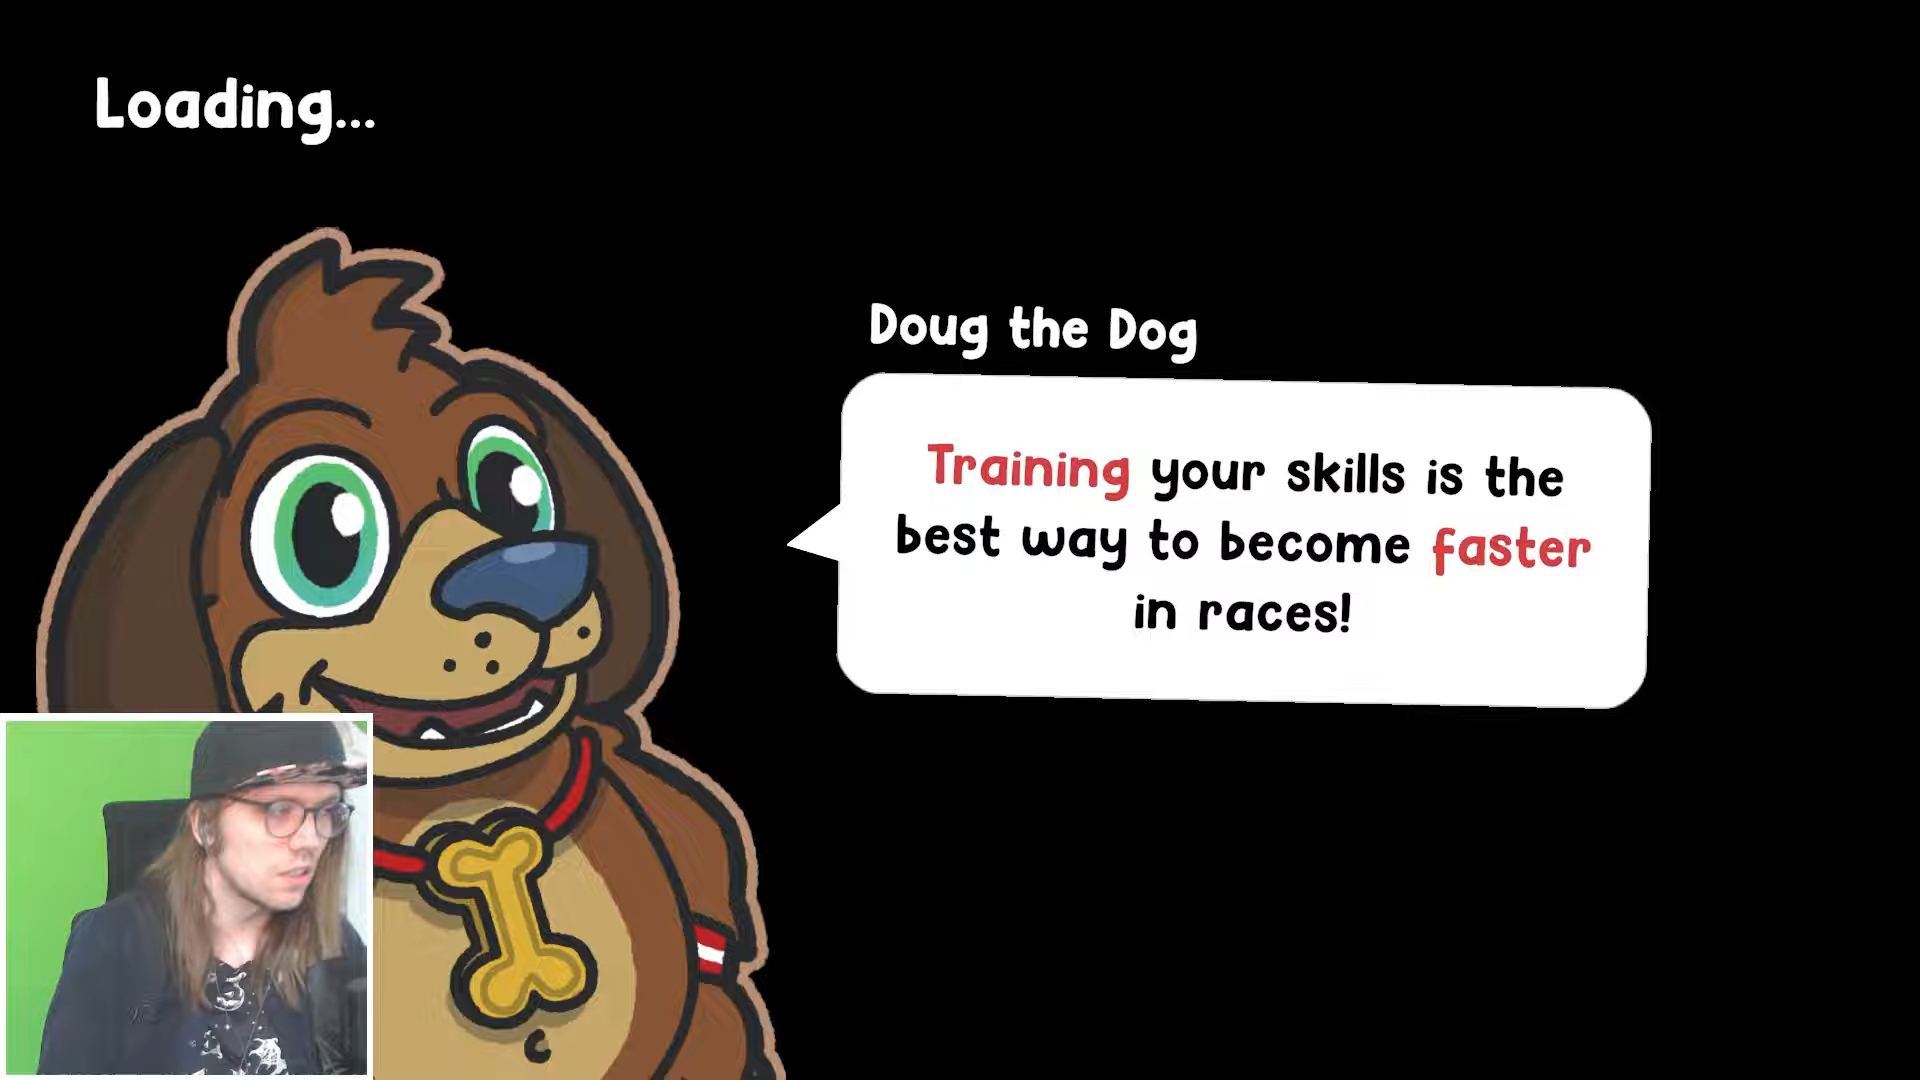 Loading...
Doug the Dog
Training your skills is the
best way to become faster
in races!